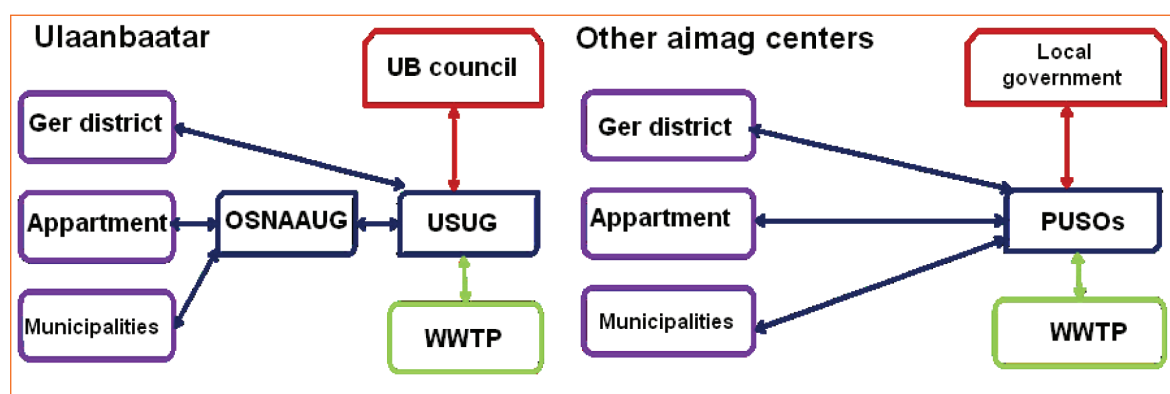 Ulaanbaatar
UB council
Ger district
Appartment
OSNAAUG
USUG
Municipalities
WWTP
Other aimag centers
Local
government
Ger district
Appartment
PUSOs
Municipalities
WWTP